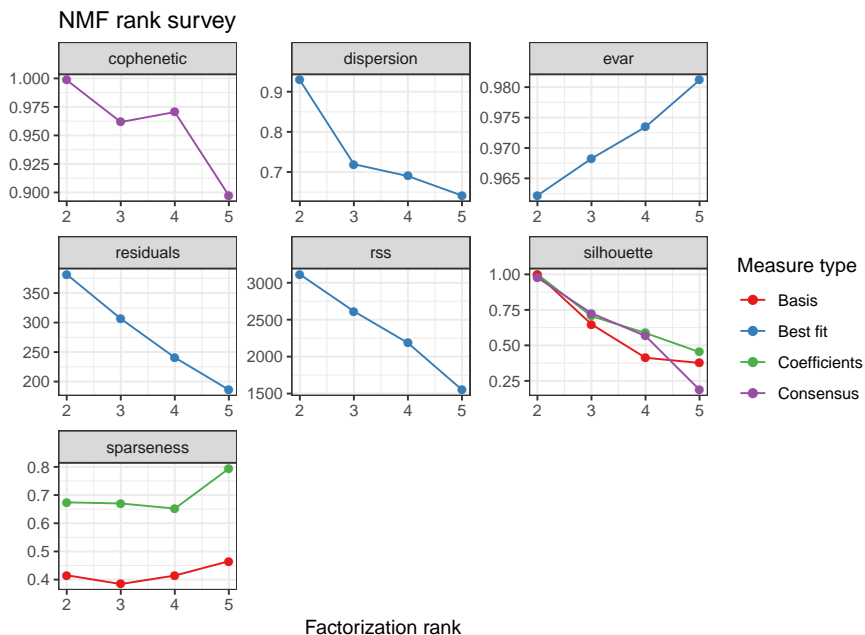 NMF rank survey
cophenetic
1.000
0.975
0.950
0.925
0.900
2 3 4 5
dispersion
0.9
0.8
0.7
2 3 4 5
evar
0.980
0.975
0.970
0.965
2 3 4 5
residuals
350
300
250
200
2 3 4 5
rss
3000
2500
2000
1500
2 3 4 5
silhouette
1.00
0.75
0.50
0.25
2 3 4 5
Measure type
Basis
Best fit
Coefficients
Consensus
sparseness
0.8
0.7
0.6
0.5
0.4
2 3 4 5
Factorization rank